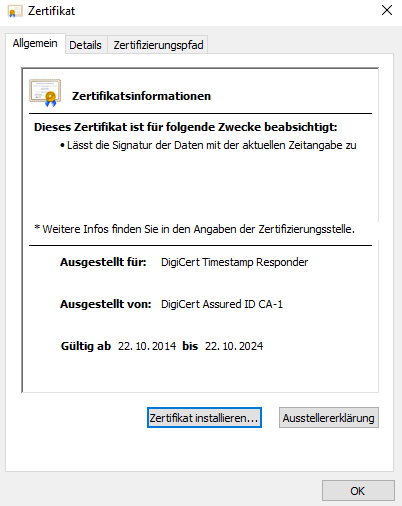 Zertifikat
Allgemein Details Zertifizierungspfad
Zertifikatsinformationen
Dieses Zertifikat ist für folgende Zwecke beabsichtigt:
• Lässt die Signatur der Daten mit der aktuellen Zeitangabe zu
* Weitere Infos finden Sie in den Angaben der Zertifizierungsstelle.
Ausgestellt für: DigiCert Timestamp Responder
Ausgestellt von: DigiCert Assured ID CA-1
Gültig ab 22. 10. 2014 bis 22. 10. 2024
Zertifikat installieren... Ausstellererklärung
OK